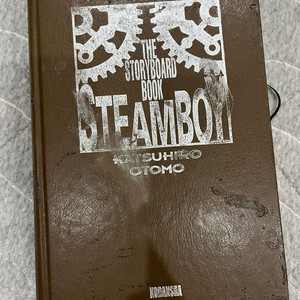 THE
STORYBOARD
BOOK
STEAMBOY
KATSUHIRO
OTOMO
KODANSHA